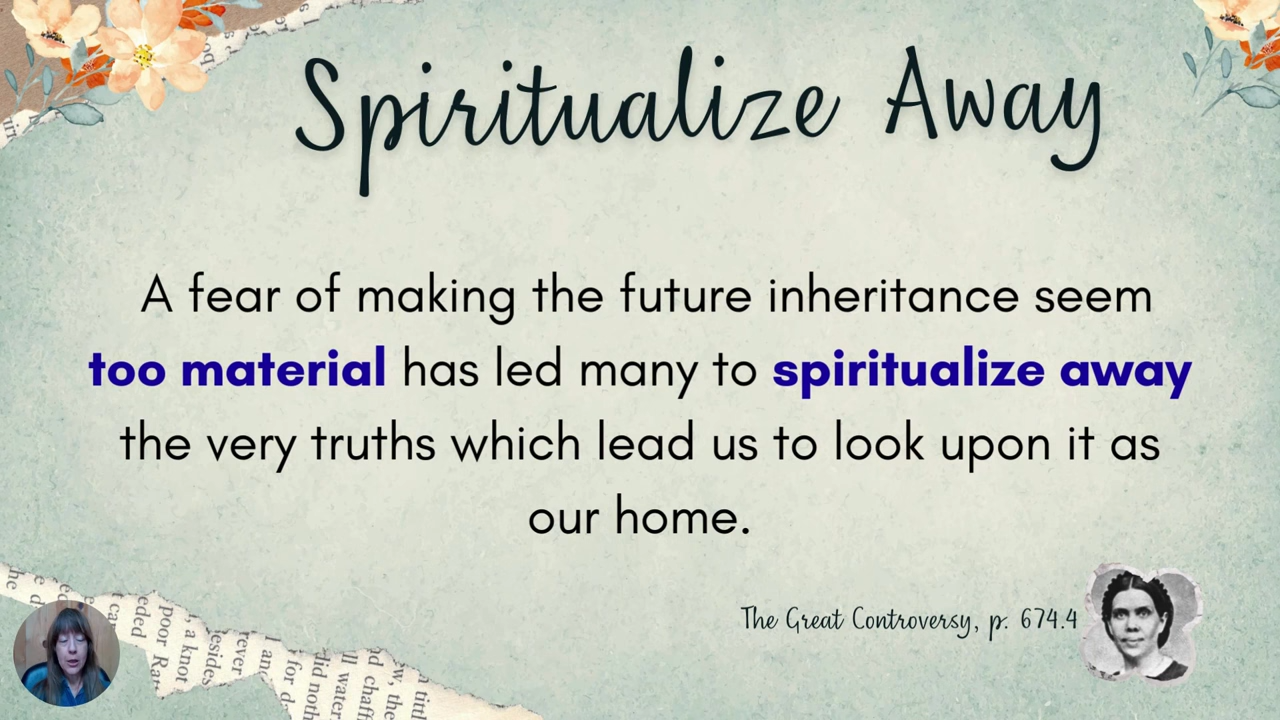 Spiritualize Away
A fear of making the future inheritance seem
too material has led many to spiritualize away
the very truths which lead us to look upon it as
our home.
The Great Controversy, p. 674.4